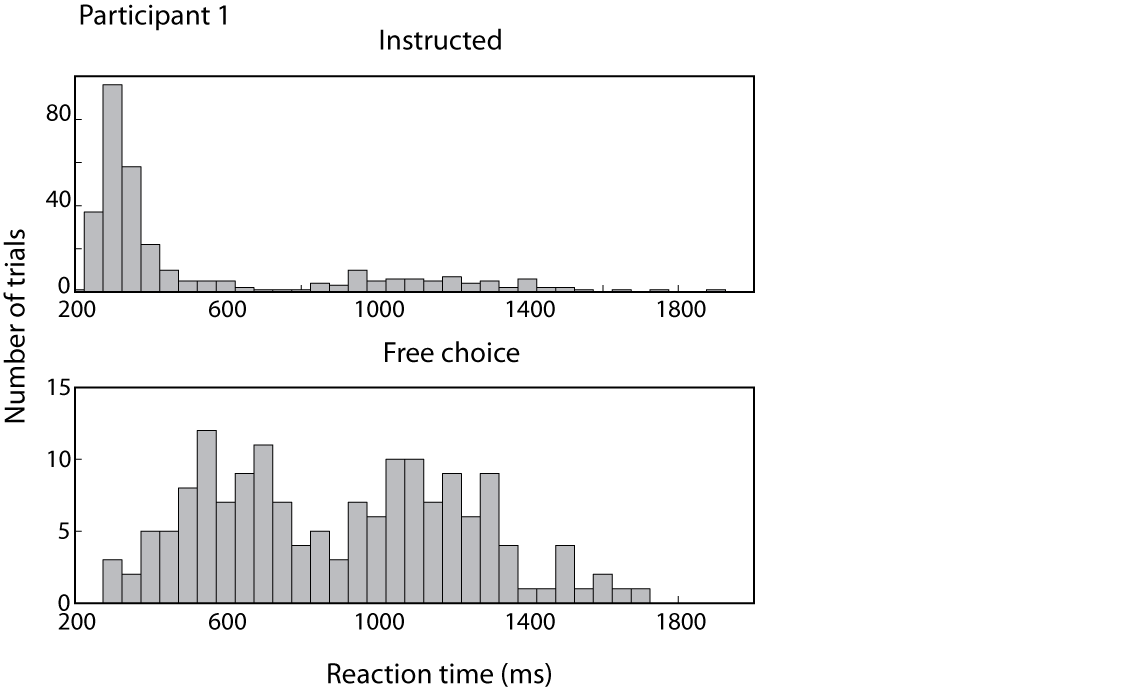 Participant 1
Instructed
80
40
0
200 600 1000 1400 1800
Number of trials
Free choice
15
10
5
0
200 600 1000 1400 1800
Reaction time (ms)